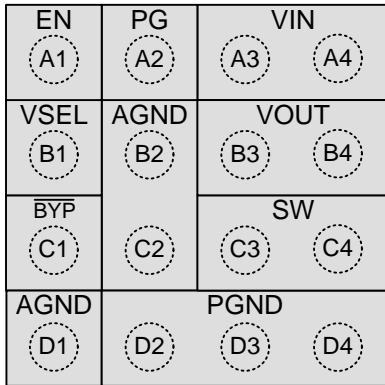 EN PG VIN
A1 A2 A3 A4
VSEL AGND VOUT
B1 B2 B3 B4
BYP SW
C1 C2 C3 C4
AGND PGND
D1 D2 D3 D4